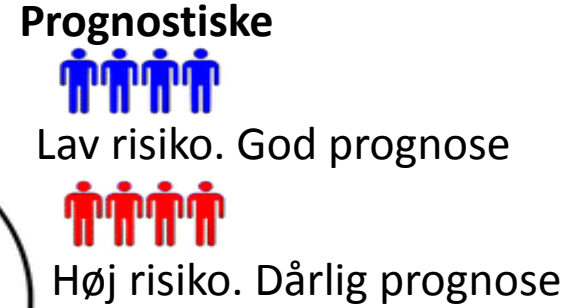 Prognostiske
Lav risiko. God prognose
Høj risiko. Dårlig prognose